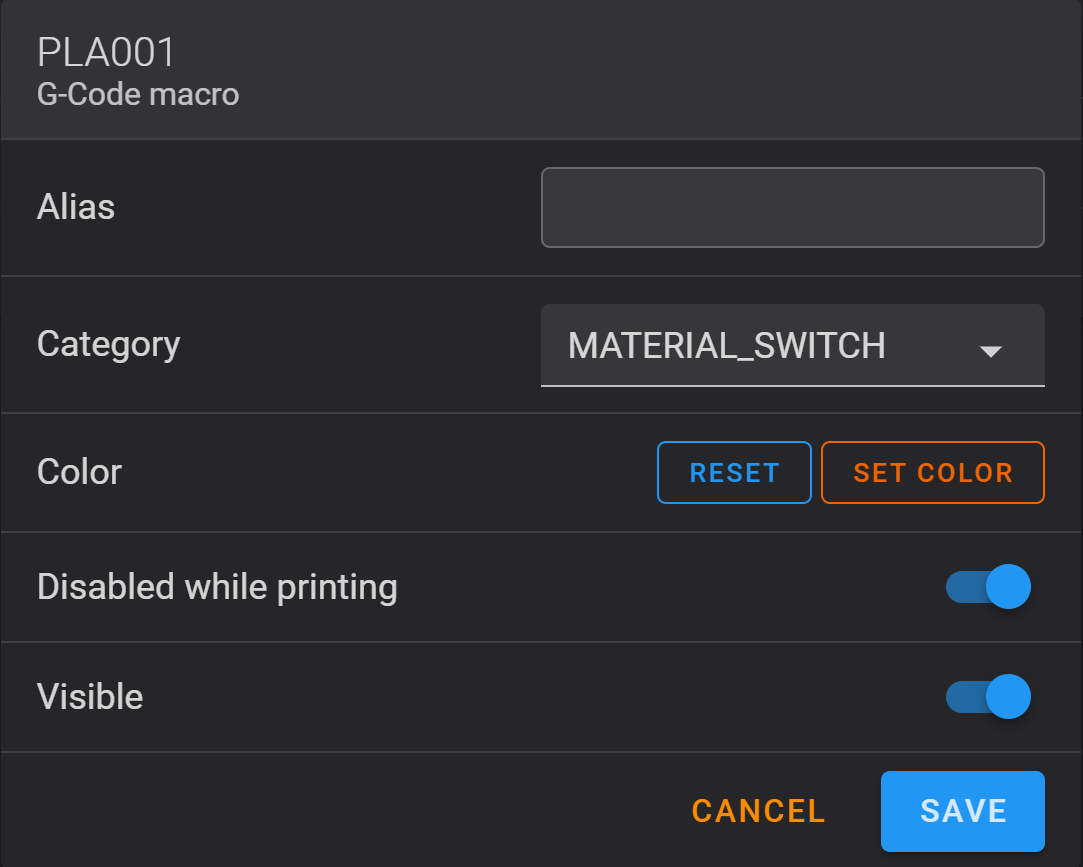 PLA001
G-Code macro
Alias
Category
MATERIAL_SWITCH
Color
RESET
SET COLOR
Disabled while printing
Visible
CANCEL
SAVE